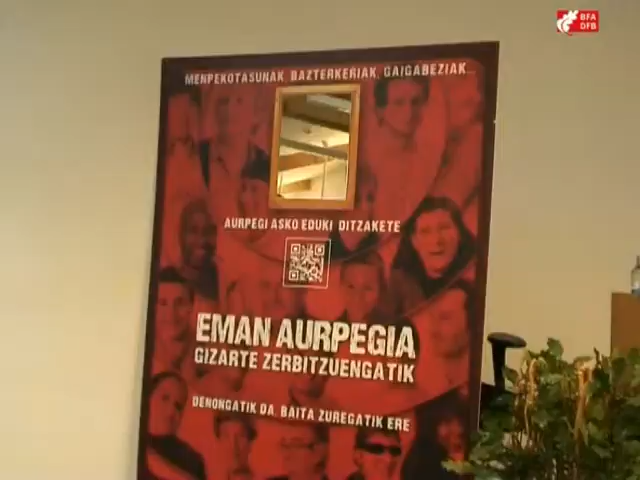 BFA
DFB
MENPEKOTASUNAK, BAZTERKERIAK, GAIGABEZIAK...
AURPEGI ASKO EDUKI DITZAKETE
EMAN AURPEGIA
GIZARTE ZERBITZUENGATIK
DENONGATIK DA, BAITA ZUREGATIK ERE